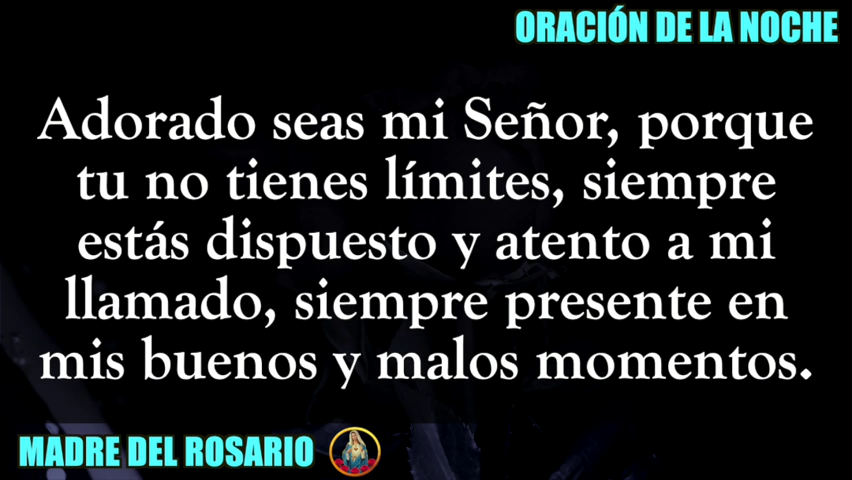 ORACIÓN DE LA NOCHE
Adorado seas mi Señor, porque
tu no tienes límites, siempre
estás dispuesto y atento a mi
llamado, siempre presente en
mis buenos y malos momentos.
MADRE DEL ROSARIO